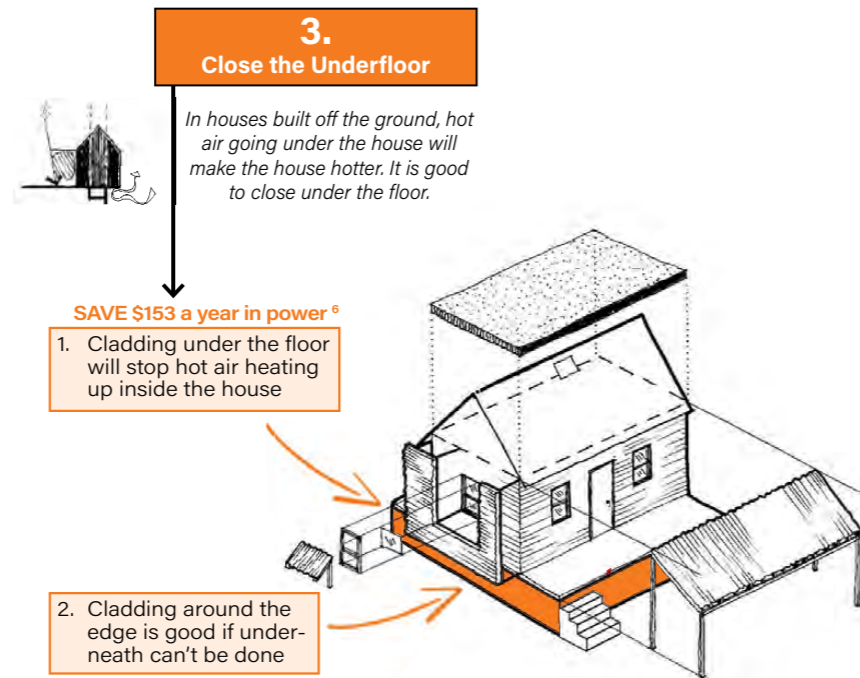 3.
Close the Underfloor
In houses built off the ground, hot
air going under the house will
make the house hotter. It is good
to close under the floor.
SAVE $153 a year in power ⁶
1. Cladding under the floor
will stop hot air heating
up inside the house
2. Cladding around the
edge is good if under-
neath can't be done